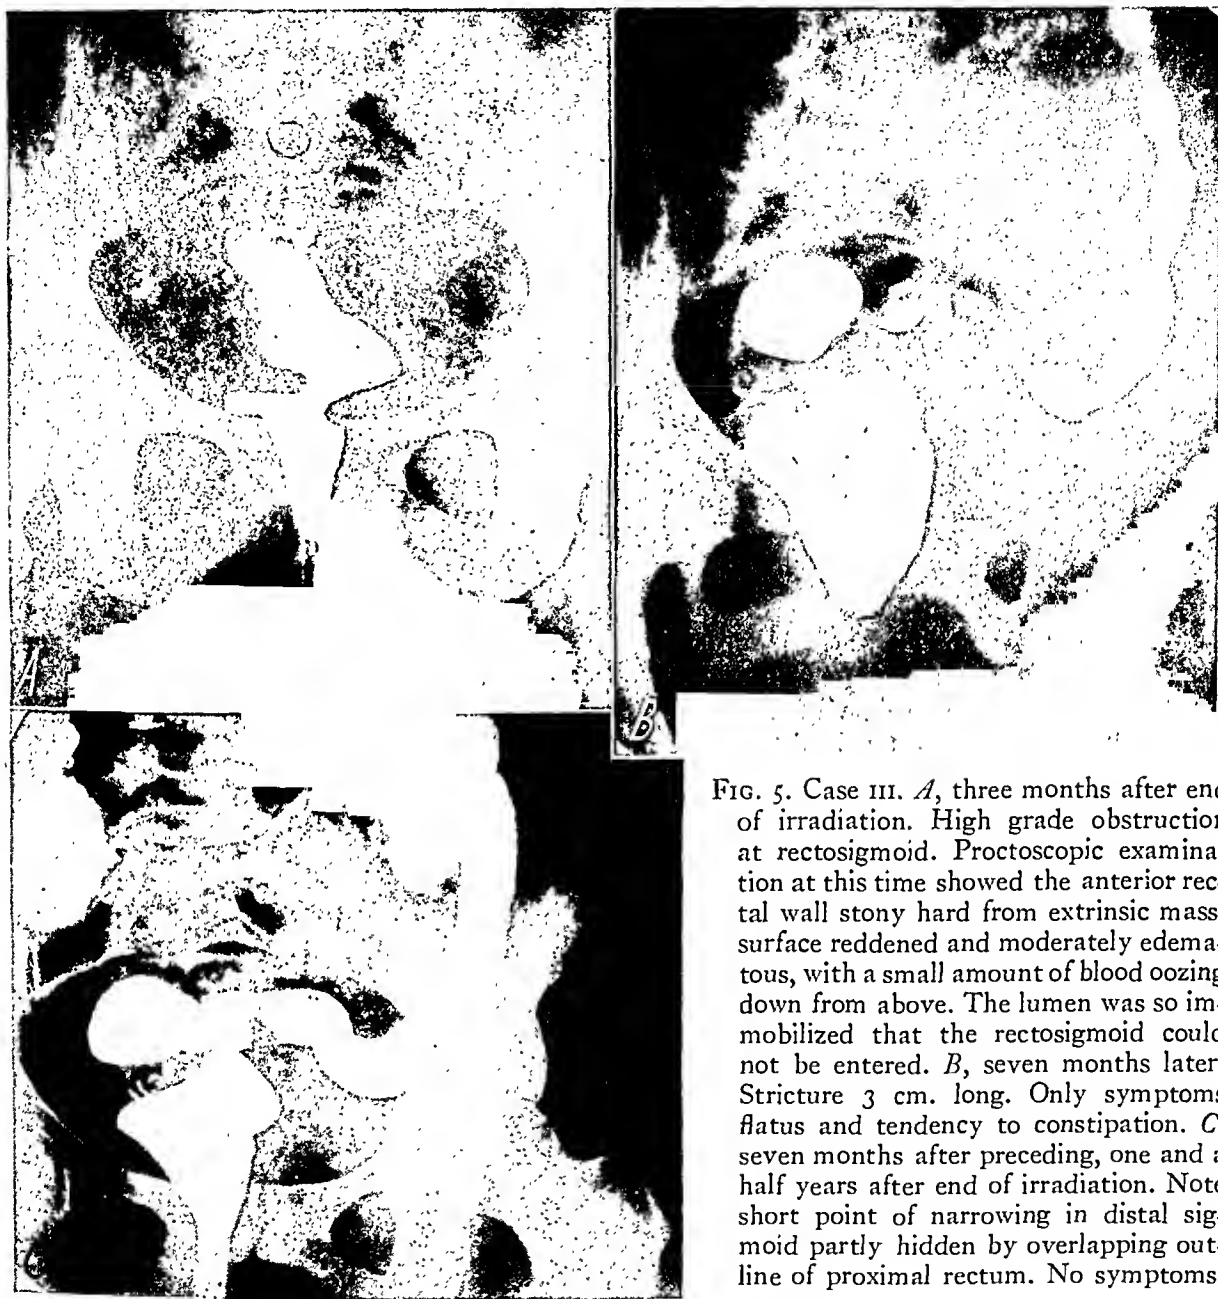 A
B
C
FIG. 5. Case III. A, three months after end
of irradiation. High grade obstruction
at rectosigmoid. Proctoscopic examina-
tion at this time showed the anterior rec-
tal wall stony hard from extrinsic mass,
surface reddened and moderately edema-
tous, with a small amount of blood oozing
down from above. The lumen was so im-
mobilized that the rectosigmoid could
not be entered. B, seven months later.
Stricture 3 cm. long. Only symptoms
flatus and tendency to constipation. C,
seven months after preceding, one and a
half years after end of irradiation. Note
short point of narrowing in distal sig-
moid partly hidden by overlapping out-
line of proximal rectum. No symptoms.